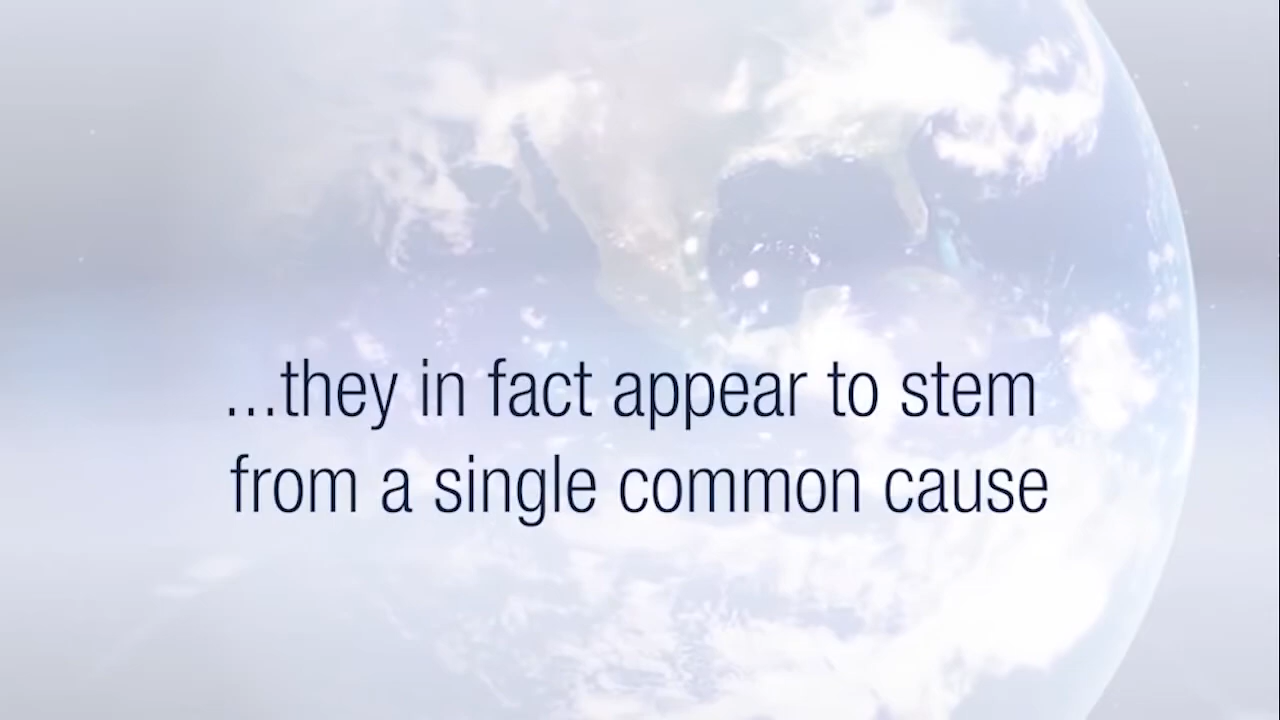 ...they in fact appear to stem
from a single common cause